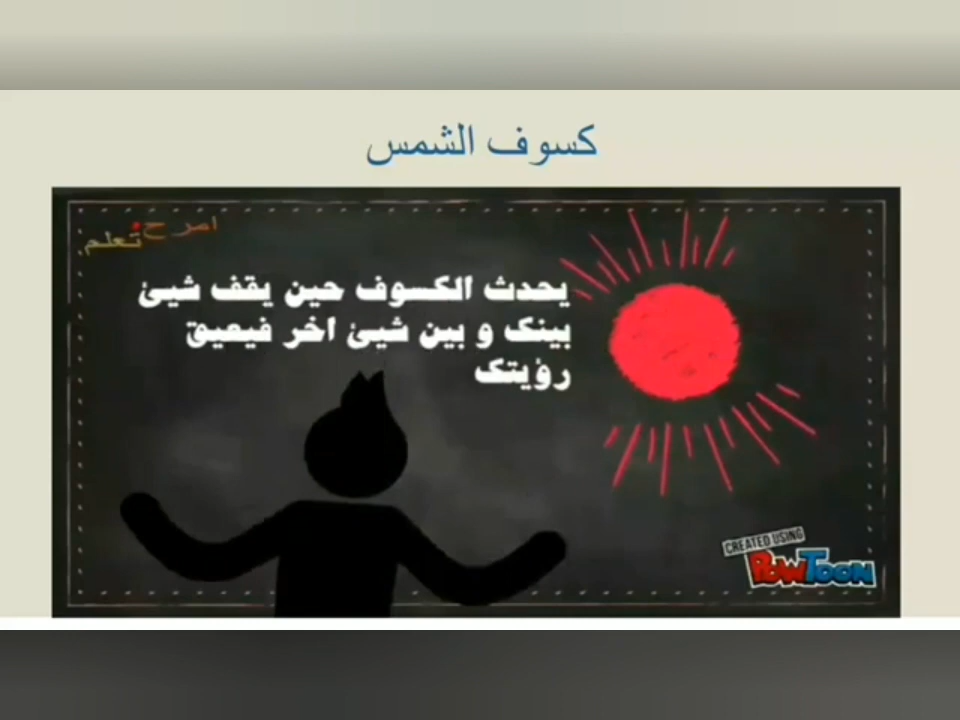 كسوف الشمس
امرح
تعلم
يحدث الكسوف حين يقف شيئ
بينك و بين شيئ اخر فيعيق
رؤيتك
CREATED USING
POWTOON